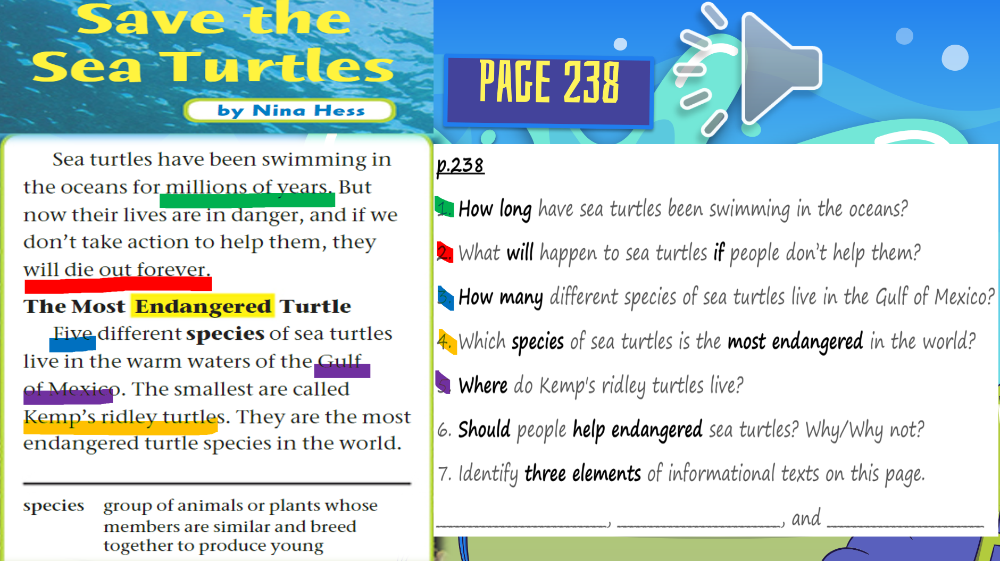 Save the
Sea Turtles
by Nina Hess
Sea turtles have been swimming in
the oceans for millions of years. But
now their lives are in danger, and if we
don't take action to help them, they
will die out forever.
The Most Endangered Turtle
Five different species of sea turtles
live in the warm waters of the Gulf
of Mexico. The smallest are called
Kemp's ridley turtles. They are the most
endangered turtle species in the world.
species group of animals or plants whose
members are similar and breed
together to produce young
PAGE 238
p.238
1. How long have sea turtles been swimming in the oceans?
2. What will happen to sea turtles if people don't help them?
3. How many different species of sea turtles live in the Gulf of Mexico?
4. Which species of sea turtles is the most endangered in the world?
5. Where do Kemp's ridley turtles live?
6. Should people help endangered sea turtles? Why/Why not?
7. Identify three elements of informational texts on this page.
____________________, ____________________, and ____________________